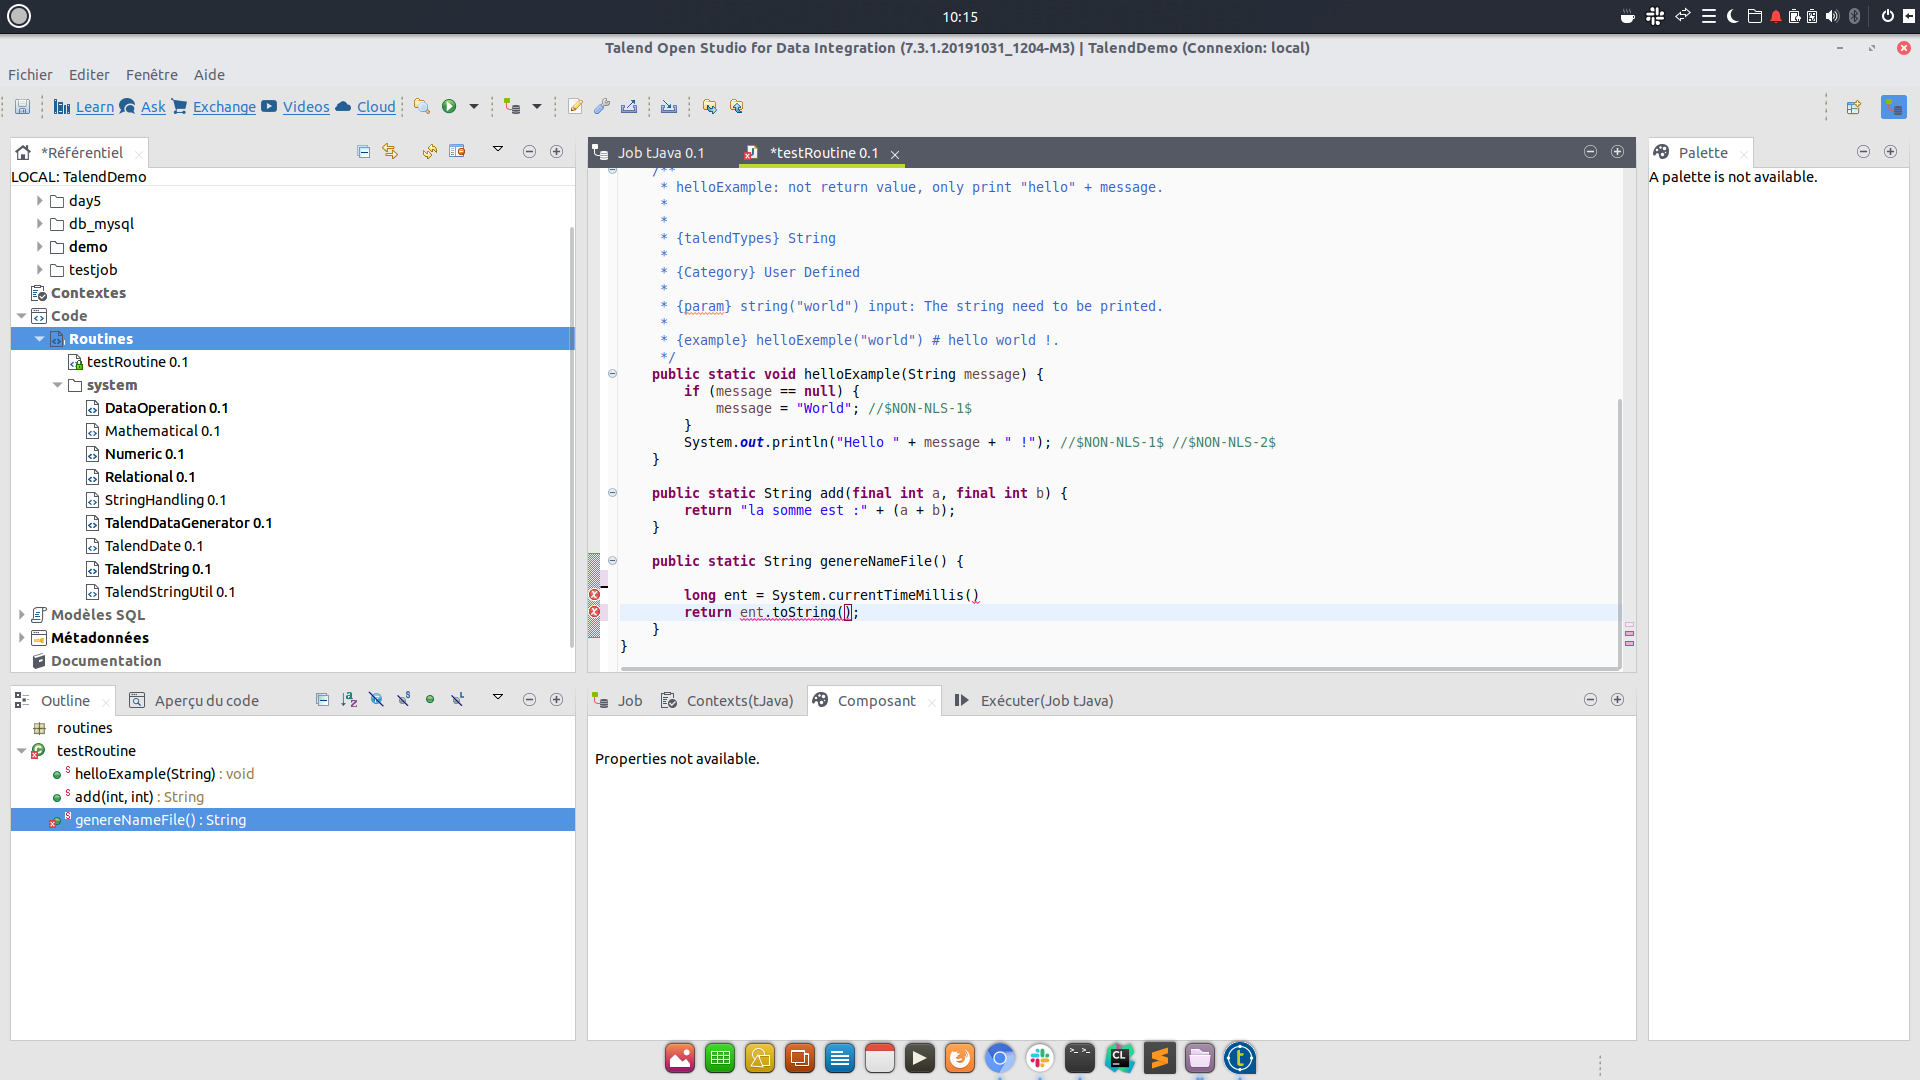 10:15
Talend Open Studio for Data Integration (7.3.1.20191031_1204-M3) | TalendDemo (Connexion: local)
Fichier Editer Fenêtre Aide
Learn Ask Exchange Videos Cloud
*Référentiel
LOCAL: TalendDemo
day5
db_mysql
demo
testjob
Contextes
Code
Routines
testRoutine 0.1
system
DataOperation 0.1
Mathematical 0.1
Numeric 0.1
Relational 0.1
StringHandling 0.1
TalendDataGenerator 0.1
TalendDate 0.1
TalendString 0.1
TalendStringUtil 0.1
Modèles SQL
Métadonnées
Documentation
Job tJava 0.1 *testRoutine 0.1
/**
* helloExample: not return value, only print "hello" + message.
*
*
* {talendTypes} String
*
* {Category} User Defined
*
* {param} string("world") input: The string need to be printed.
*
* {example} helloExemple("world") # hello world !.
*/
public static void helloExample(String message) {
if (message == null) {
message = "World"; //$NON-NLS-1$
}
System.out.println("Hello " + message + " !"); //$NON-NLS-1$ //$NON-NLS-2$
}
public static String add(final int a, final int b) {
return "la somme est :" + (a + b);
}
public static String genereNameFile() {
long ent = System.currentTimeMillis()
return ent.toString();
}
}
Palette
A palette is not available.
Outline Aperçu du code
routines
testRoutine
helloExample(String) : void
add(int, int) : String
genereNameFile() : String
Job Contexts(tJava) Composant Exécuter(Job tJava)
Properties not available.
CL